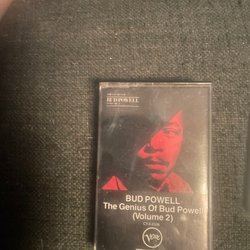 BUD POWELL
BUD POWELL
The Genius Of Bud Powell
(Volume 2)
Verve